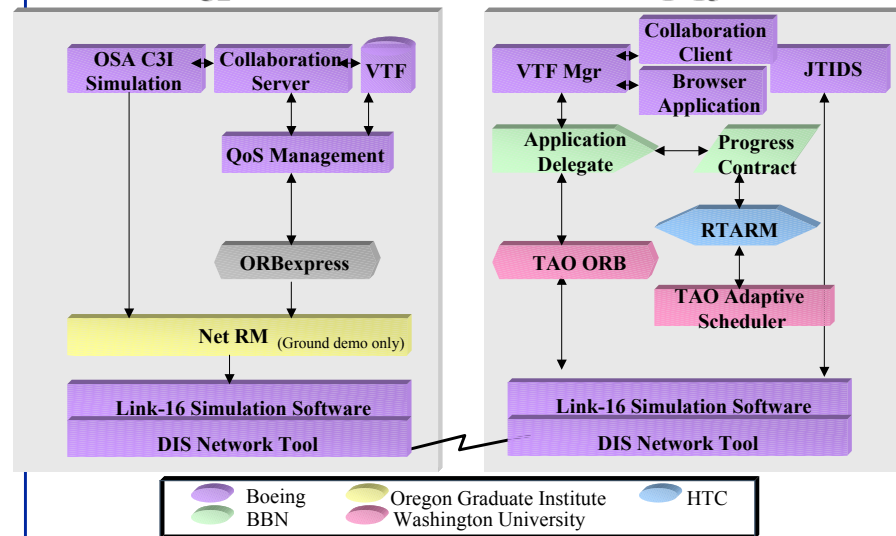 OSA C3I
Simulation
Collaboration
Server
VTF
QoS Management
ORBexpress
Net RM (Ground demo only)
Link-16 Simulation Software
DIS Network Tool
VTF Mgr
Collaboration
Client
Browser
Application
JTIDS
Application
Delegate
Progress
Contract
RTARM
TAO ORB
TAO Adaptive
Scheduler
Link-16 Simulation Software
DIS Network Tool
Boeing
Oregon Graduate Institute
HTC
BBN
Washington University